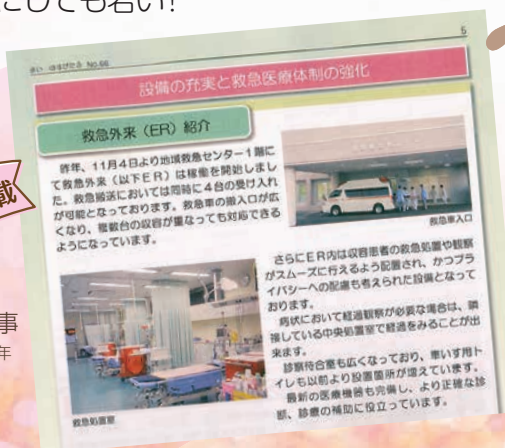 にしても若い!
まい ほすぴたる No.66
5
設備の充実と救急医療体制の強化
救急外来(ER)紹介
昨年、11月4日より地域救急センター1階に
て救急外来(以下ER)は稼働を開始しまし
た。救急搬送においては同時に4台の受け入れ
が可能となっております。救急車の搬入口が広
くなり、複数台の収容が重なっても対応できる
ようになっています。
救急車入口
救急処置室
さらにER内は収容患者の救急処置や観察
がスムーズに行えるよう配置され、かつプラ
イバシーへの配慮も考えられた設備となって
おります。
病状において経過観察が必要な場合は、隣
接している中央処置室で経過をみることが出
来ます。
診察待合室も広くなっており、車いす用ト
イレも以前より設置箇所が増えています。
最新の医療機器も完備し、より正確な診
断、診療の補助に役立っています。
載
事
年